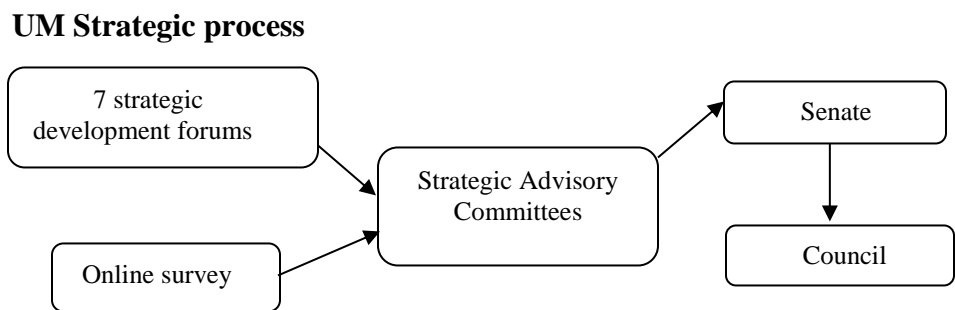 UM Strategic process
7 strategic
development forums
Senate
Strategic Advisory
Committees
Council
Online survey